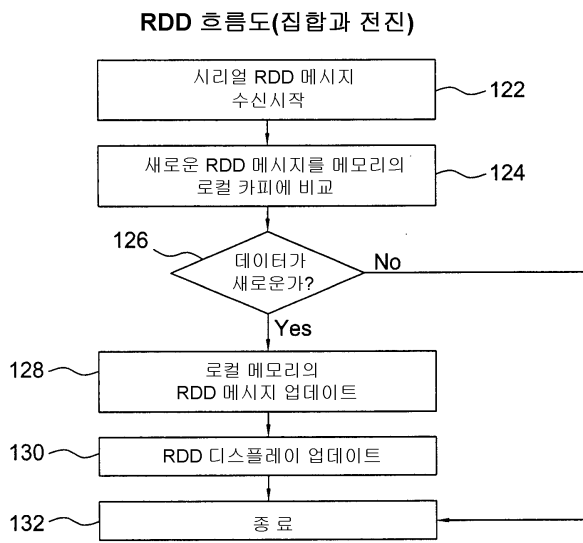 RDD 흐름도(집합과 전진)
시리얼 RDD 메시지
수신시작
122
새로운 RDD 메시지를 메모리의
로컬 카피에 비교
124
126
데이터가
새로운가?
No
Yes
128
로컬 메모리의
RDD 메시지 업데이트
130
RDD 디스플레이 업데이트
132
종료